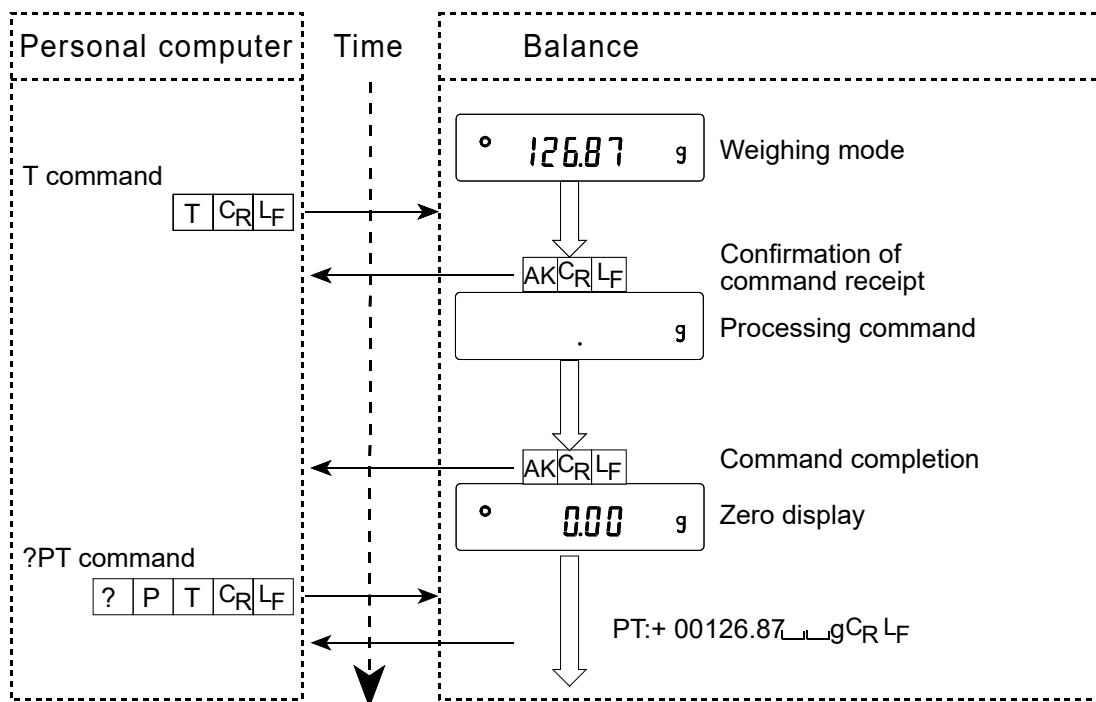 Personal computer Time Balance
126.87 g Weighing mode
T command
T CR LF
AK CR LF Confirmation of
command receipt
. g Processing command
AK CR LF Command completion
0.00 g Zero display
?PT command
? P T CR LF
PT:+ 00126.87␣␣gCR LF